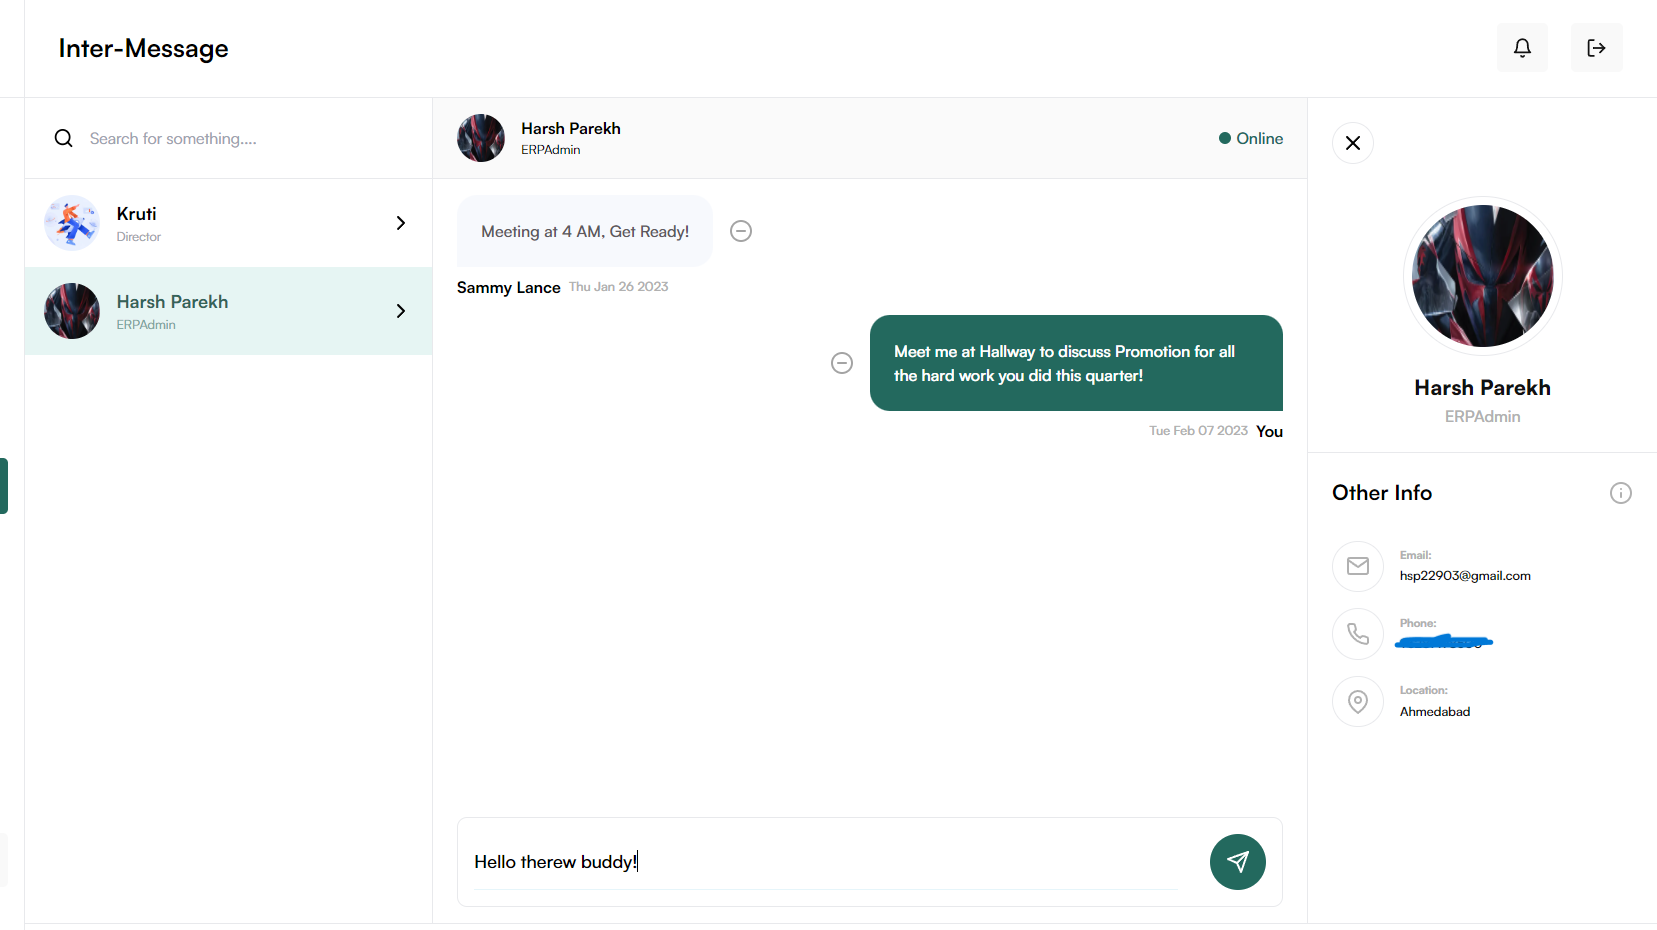 Inter-Message
Search for something....
Kruti
Director
Harsh Parekh
ERPAdmin
Harsh Parekh
ERPAdmin
Online
Meeting at 4 AM, Get Ready!
Sammy Lance Thu Jan 26 2023
Meet me at Hallway to discuss Promotion for all
the hard work you did this quarter!
Tue Feb 07 2023 You
Hello therew buddy!
Harsh Parekh
ERPAdmin
Other Info
Email:
hsp22903@gmail.com
Phone:
Location:
Ahmedabad